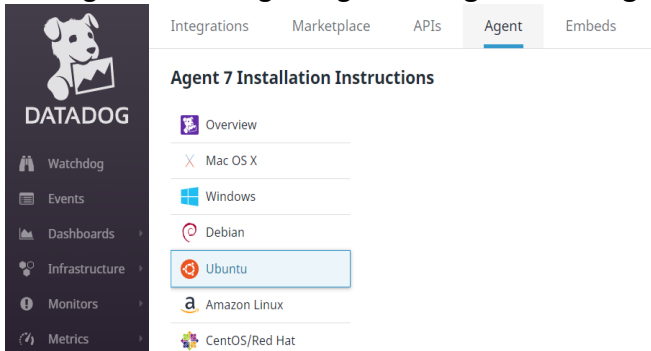 Integrations Marketplace APIs Agent Embeds
Agent 7 Installation Instructions
DATADOG
Watchdog
Events
Dashboards
Infrastructure
Monitors
Metrics
Overview
Mac OS X
Windows
Debian
Ubuntu
Amazon Linux
CentOS/Red Hat